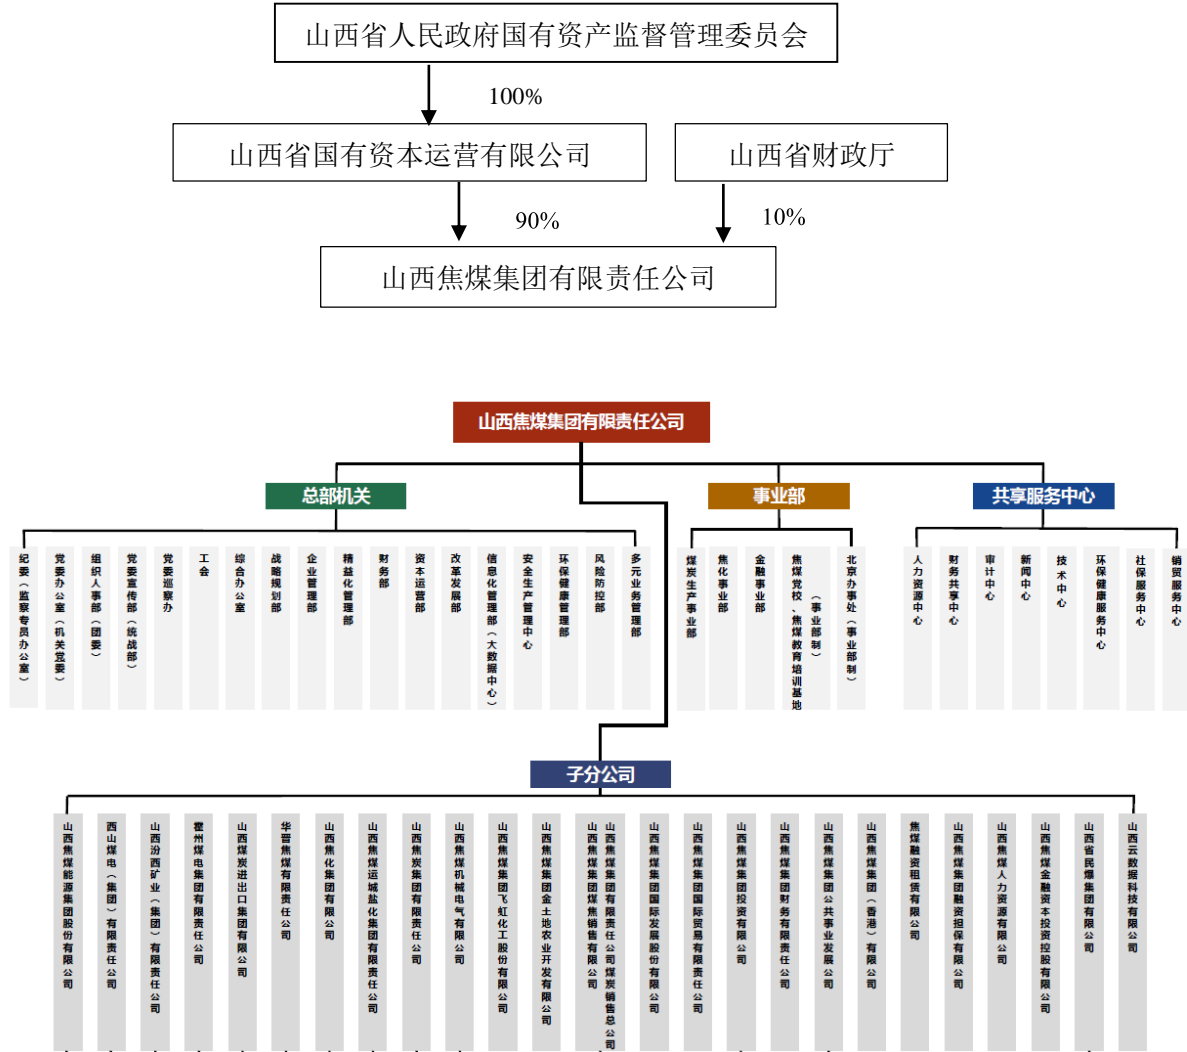 山西省人民政府国有资产监督管理委员会
100%
山西省国有资本运营有限公司
山西省财政厅
90%
10%
山西焦煤集团有限责任公司
山西焦煤集团有限责任公司
总部机关
事业部
共享服务中心
纪委（监察专员办公室）
党委办公室（机关党委）
组织人事部（团委）
党委宣传部（统战部）
党委巡察办
工会
综合办公室
战略规划部
企业管理部
精益化管理部
财务部
资本运营部
改革发展部
信息化管理部（大数据中心）
安全生产管理中心
环保健康管理部
风险防控部
多元业务管理部
煤炭生产事业部
焦化事业部
金融事业部
焦煤党校、焦煤教育培训基地
（事业部制）
北京办事处（事业部制）
人力资源中心
财务共享中心
审计中心
新闻中心
技术中心
环保健康服务中心
社保服务中心
销贸服务中心
子分公司
山西焦煤能源集团股份有限公司
西山煤电（集团）有限责任公司
山西汾西矿业（集团）有限责任公司
霍州煤电集团有限责任公司
山西煤炭进出口集团有限公司
华晋焦煤有限责任公司
山西焦化集团有限公司
山西焦煤运城盐化集团有限责任公司
山西焦炭集团有限责任公司
山西焦煤机械电气有限公司
山西焦煤集团飞虹化工股份有限公司
山西焦煤集团金土地农业开发有限公司
山西焦煤集团煤焦销售有限公司
山西焦煤集团有限责任公司煤炭销售总公司
山西焦煤集团国际发展股份有限公司
山西焦煤集团国际贸易有限责任公司
山西焦煤集团投资有限公司
山西焦煤集团财务有限责任公司
山西焦煤集团公共事业发展公司
山西焦煤集团（香港）有限公司
焦煤融资租赁有限公司
山西焦煤集团融资担保有限公司
山西焦煤人力资源有限公司
山西焦煤金融资本投资控股有限公司
山西省民爆集团有限公司
山西云数据科技有限公司